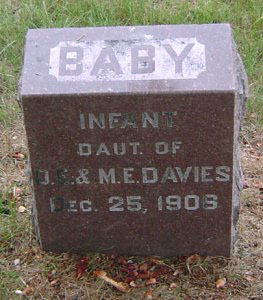 BABY
INFANT
DAUT. OF
D.E. & M.E. DAVIES
DEC. 25, 1906